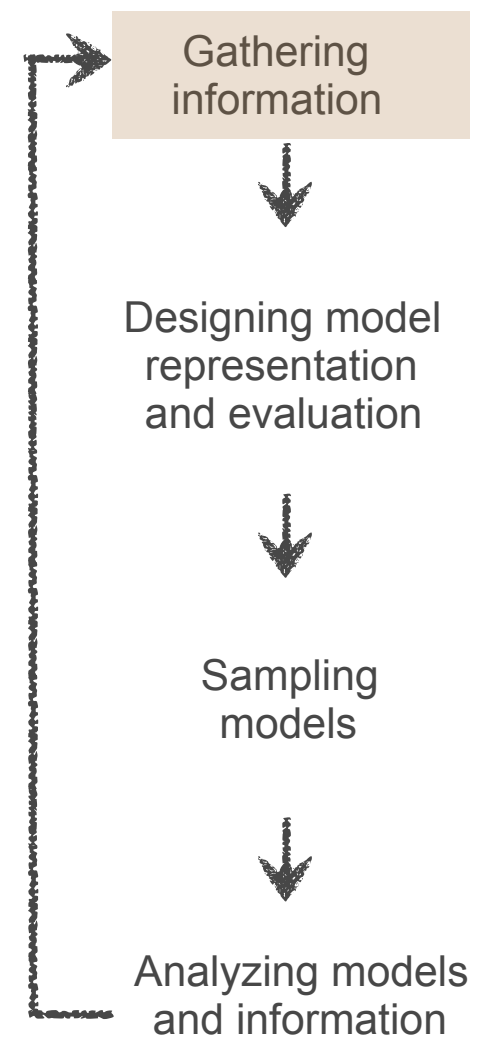 Gathering
information
Designing model
representation
and evaluation
Sampling
models
Analyzing models
and information